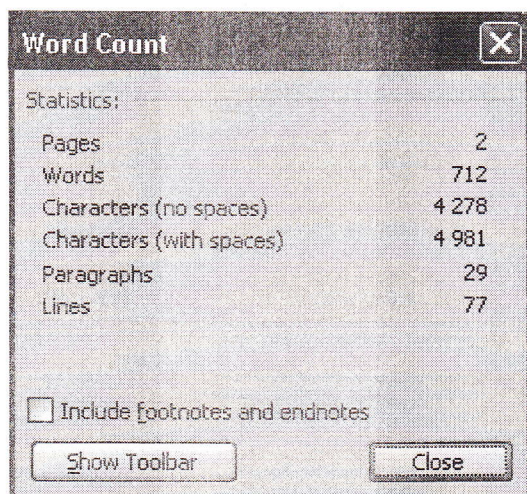 Word Count
Statistics:
Pages 2
Words 712
Characters (no spaces) 4 278
Characters (with spaces) 4 981
Paragraphs 29
Lines 77
Include footnotes and endnotes
Show Toolbar Close